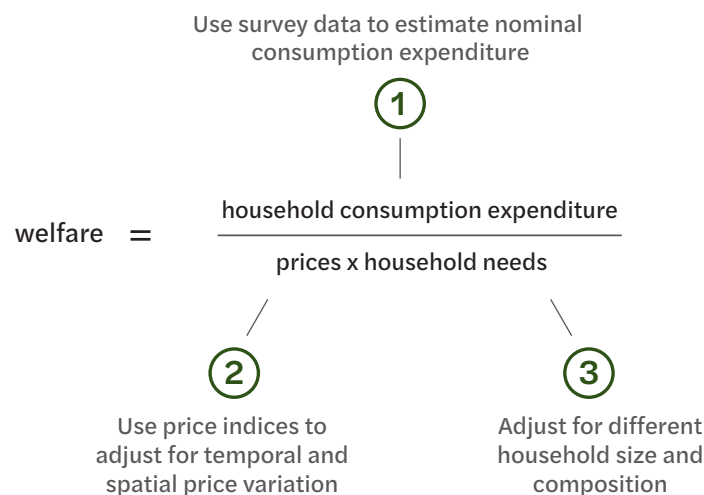 Use survey data to estimate nominal
consumption expenditure
1
household consumption expenditure
welfare =
prices x household needs
2
3
Use price indices to
adjust for temporal and
spatial price variation
Adjust for different
household size and
composition